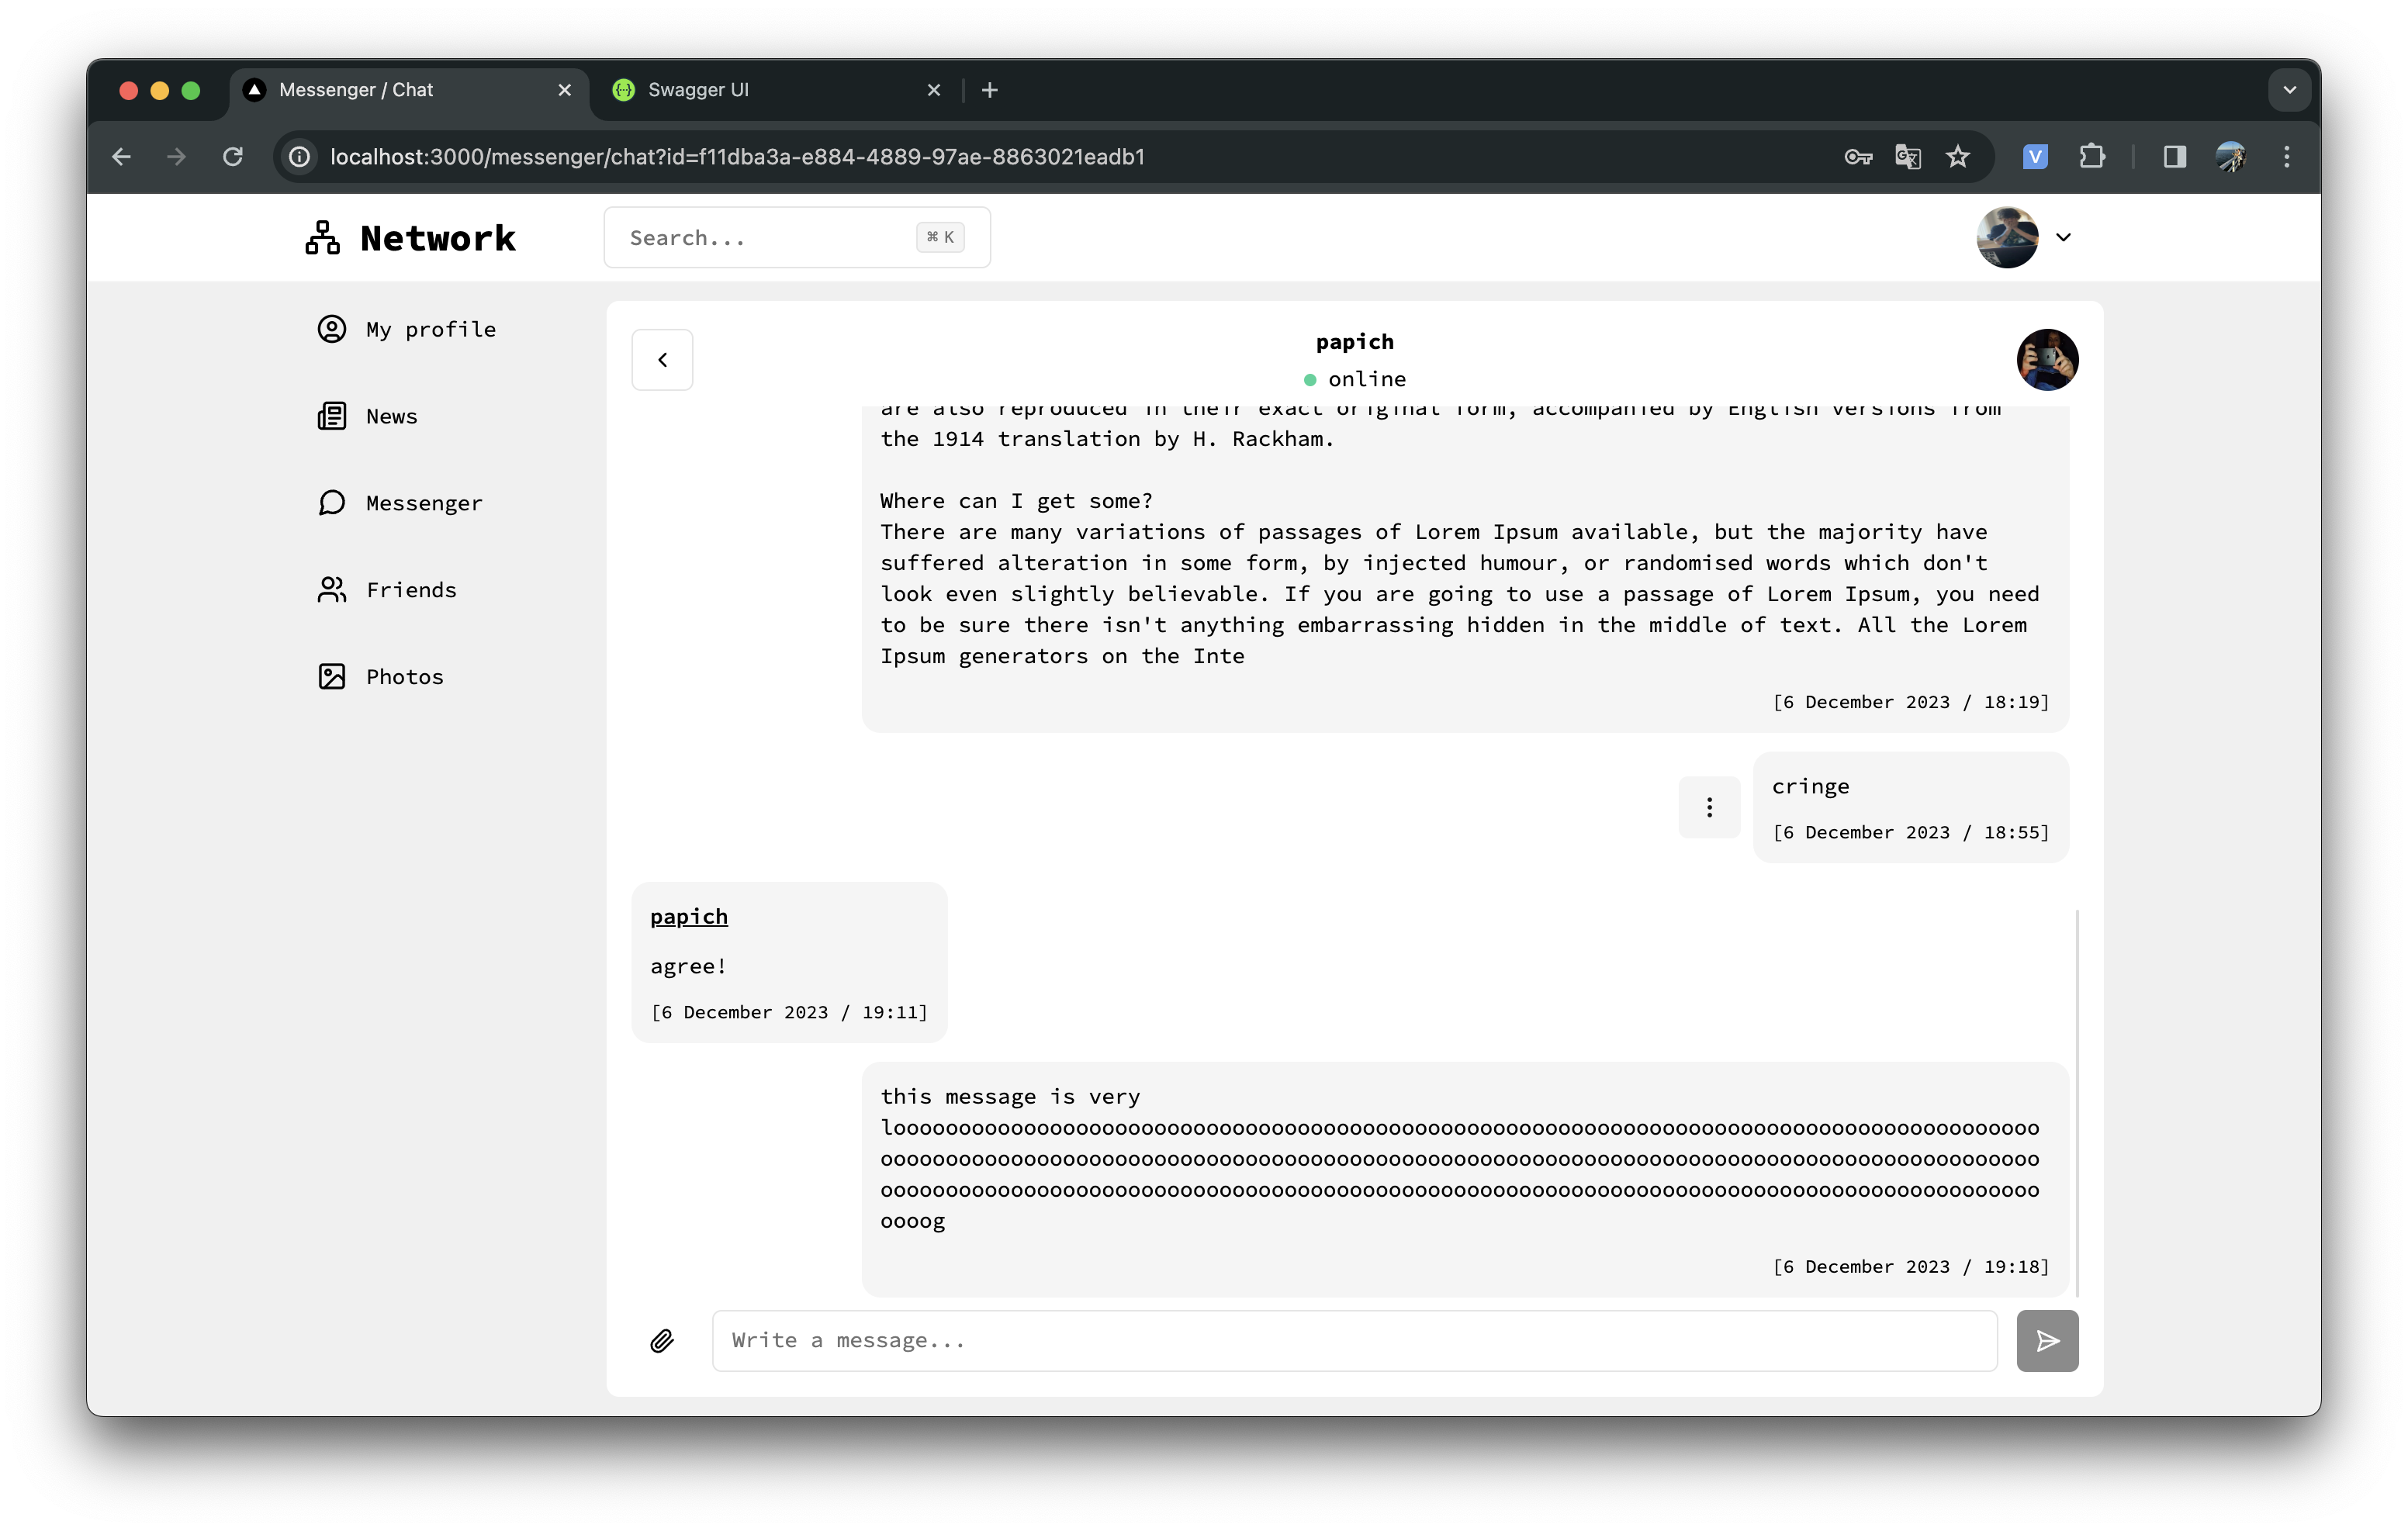 Messenger / Chat
Swagger UI
localhost:3000/messenger/chat?id=f11dba3a-e884-4889-97ae-8863021eadb1
Network
Search...
⌘ K
My profile
News
Messenger
Friends
Photos
papich
online
are also reproduced in their exact original form, accompanied by English versions from
the 1914 translation by H. Rackham.
Where can I get some?
There are many variations of passages of Lorem Ipsum available, but the majority have
suffered alteration in some form, by injected humour, or randomised words which don't
look even slightly believable. If you are going to use a passage of Lorem Ipsum, you need
to be sure there isn't anything embarrassing hidden in the middle of text. All the Lorem
Ipsum generators on the Inte
[6 December 2023 / 18:19]
cringe
[6 December 2023 / 18:55]
papich
agree!
[6 December 2023 / 19:11]
this message is very
loooooooooooooooooooooooooooooooooooooooooooooooooooooooooooooooooooooooooooooooooooooooo
ooooooooooooooooooooooooooooooooooooooooooooooooooooooooooooooooooooooooooooooooooooooooo
ooooooooooooooooooooooooooooooooooooooooooooooooooooooooooooooooooooooooooooooooooooooooo
oooog
[6 December 2023 / 19:18]
Write a message...